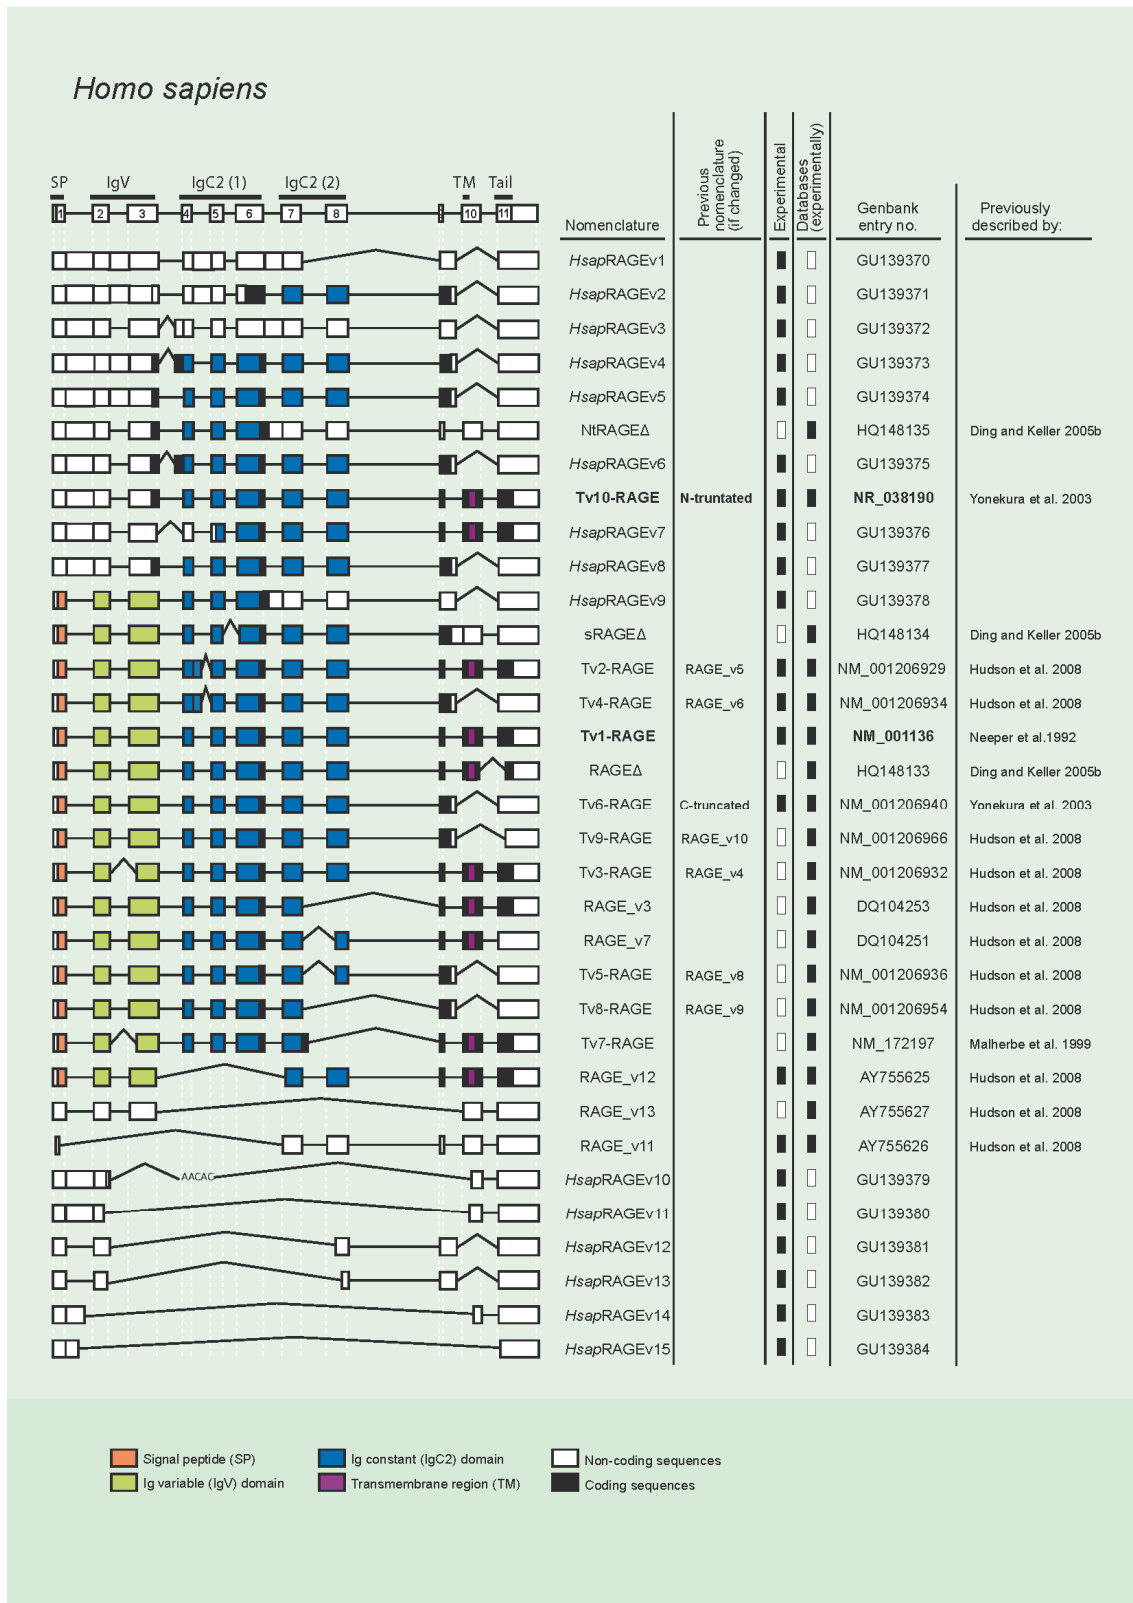 Homo sapiens
SP IgV IgC2 (1) IgC2 (2) TM Tail
1 2 3 4 5 6 7 8 10 11
Nomenclature
Previous
nomenclature
(if changed)
Experimental
Databases
(experimentally)
Genbank
entry no.
Previously
described by:
HsapRAGEv1 GU139370
HsapRAGEv2 GU139371
HsapRAGEv3 GU139372
HsapRAGEv4 GU139373
HsapRAGEv5 GU139374
NtRAGEΔ HQ148135 Ding and Keller 2005b
HsapRAGEv6 GU139375
Tv10-RAGE N-truntated NR_038190 Yonekura et al. 2003
HsapRAGEv7 GU139376
HsapRAGEv8 GU139377
HsapRAGEv9 GU139378
sRAGEΔ HQ148134 Ding and Keller 2005b
Tv2-RAGE RAGE_v5 NM_001206929 Hudson et al. 2008
Tv4-RAGE RAGE_v6 NM_001206934 Hudson et al. 2008
Tv1-RAGE NM_001136 Neeper et al.1992
RAGEΔ HQ148133 Ding and Keller 2005b
Tv6-RAGE C-truncated NM_001206940 Yonekura et al. 2003
Tv9-RAGE RAGE_v10 NM_001206966 Hudson et al. 2008
Tv3-RAGE RAGE_v4 NM_001206932 Hudson et al. 2008
RAGE_v3 DQ104253 Hudson et al. 2008
RAGE_v7 DQ104251 Hudson et al. 2008
Tv5-RAGE RAGE_v8 NM_001206936 Hudson et al. 2008
Tv8-RAGE RAGE_v9 NM_001206954 Hudson et al. 2008
Tv7-RAGE NM_172197 Malherbe et al. 1999
RAGE_v12 AY755625 Hudson et al. 2008
RAGE_v13 AY755627 Hudson et al. 2008
RAGE_v11 AY755626 Hudson et al. 2008
AACAC HsapRAGEv10 GU139379
HsapRAGEv11 GU139380
HsapRAGEv12 GU139381
HsapRAGEv13 GU139382
HsapRAGEv14 GU139383
HsapRAGEv15 GU139384
Signal peptide (SP) Ig constant (IgC2) domain Non-coding sequences
Ig variable (IgV) domain Transmembrane region (TM) Coding sequences